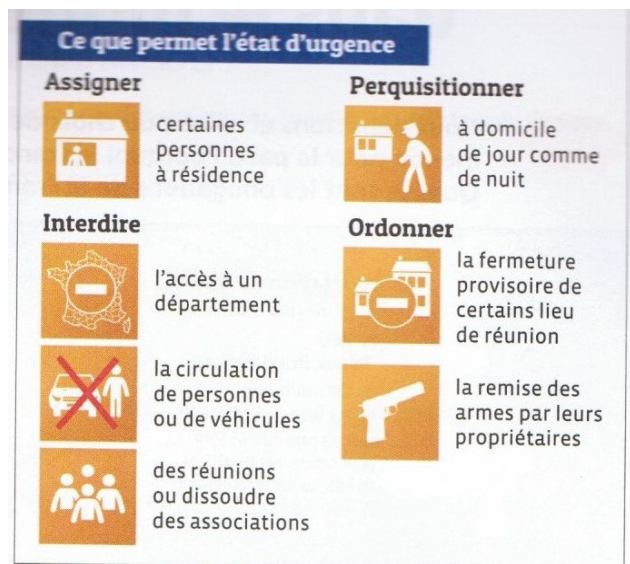 Ce que permet l'état d'urgence
Assigner
certaines
personnes
à résidence
Perquisitionner
à domicile
de jour comme
de nuit
Interdire
l'accès à un
département
la circulation
de personnes
ou de véhicules
des réunions
ou dissoudre
des associations
Ordonner
la fermeture
provisoire de
certains lieu
de réunion
la remise des
armes par leurs
propriétaires